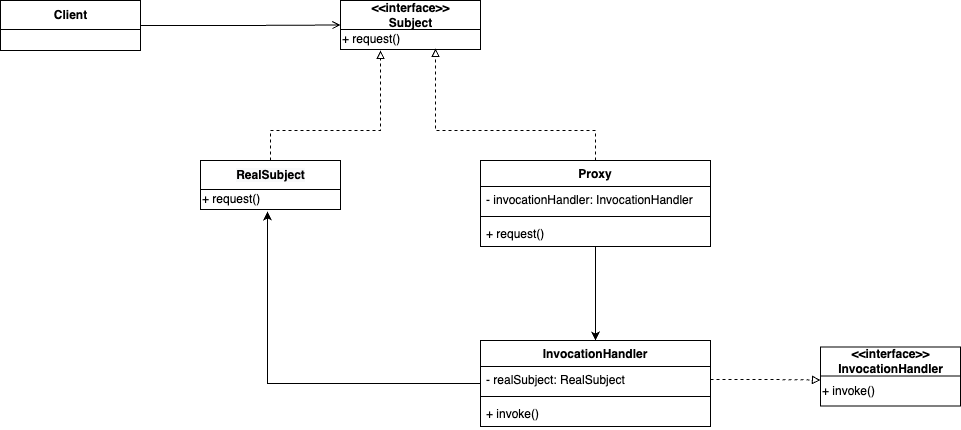 Client
<<interface>>
Subject
+ request()
RealSubject
+ request()
Proxy
- invocationHandler: InvocationHandler
+ request()
InvocationHandler
- realSubject: RealSubject
+ invoke()
<<interface>>
InvocationHandler
+ invoke()